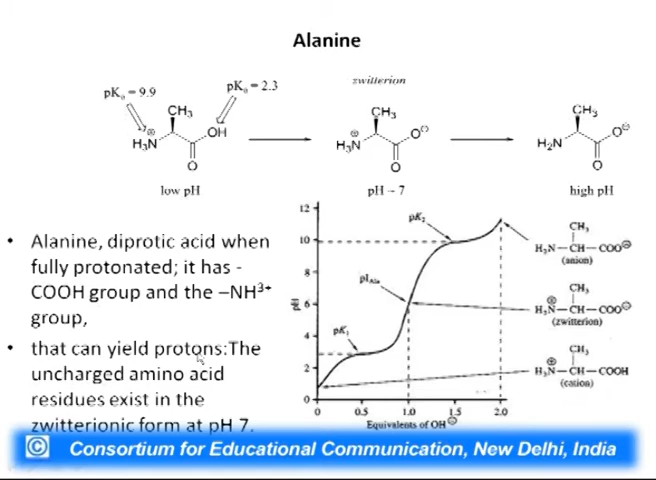 Alanine
pKa = 9.9
pKa = 2.3
zwitterion
CH3
CH3
CH3
⊕
H3N
OH
O
⊕
H3N
O⊖
O
H2N
O⊖
O
low pH
pH ~ 7
high pH
• Alanine, diprotic acid when
fully protonated; it has -
COOH group and the –NH3+
group,
• that can yield protons:The
uncharged amino acid
residues exist in the
zwitterionic form at pH 7.
12
10
8
6
4
2
0
pH
pK2
pIAla
pK1
0 0.5 1.0 1.5 2.0
Equivalents of OH⊖
CH3
H2N—CH—COO⊖
(anion)
CH3
⊕
H3N—CH—COO⊖
(zwitterion)
CH3
⊕
H3N—CH—COOH
(cation)
© Consortium for Educational Communication, New Delhi, India